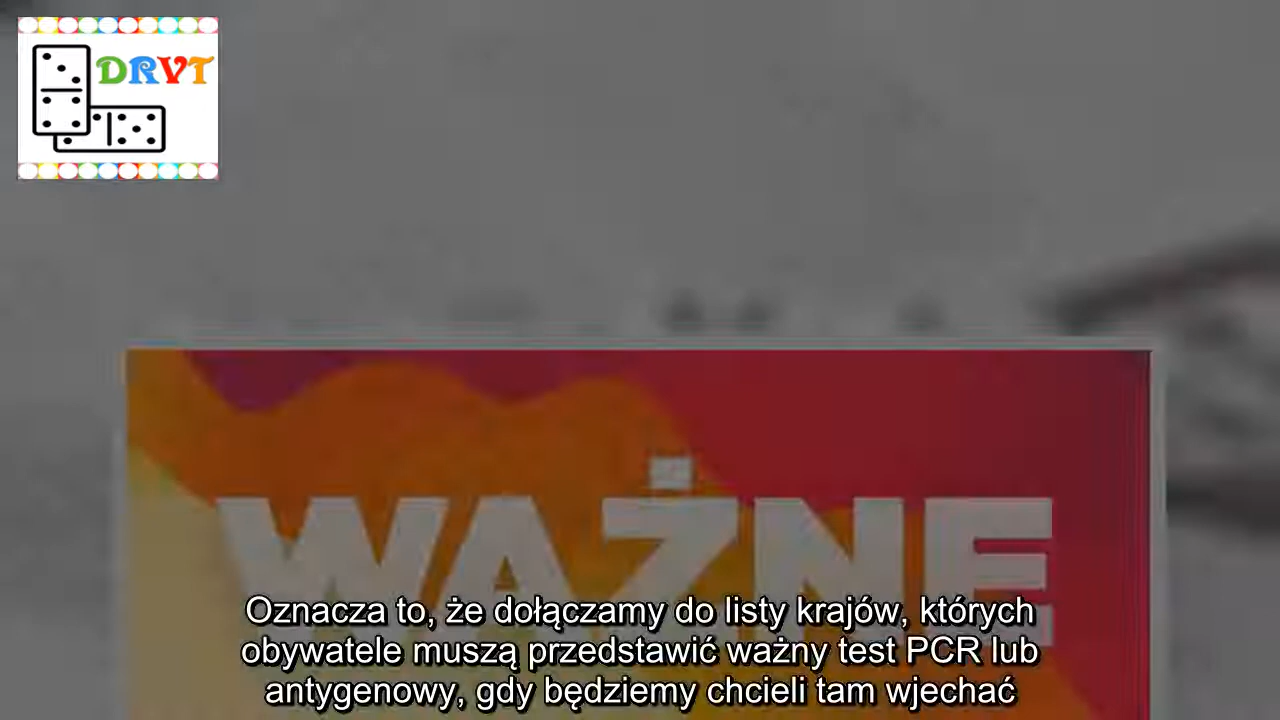 DRVT
WAŻNE
Oznacza to, że dołączamy do listy krajów, których
obywatele muszą przedstawić ważny test PCR lub
antygenowy, gdy będziemy chcieli tam wjechać